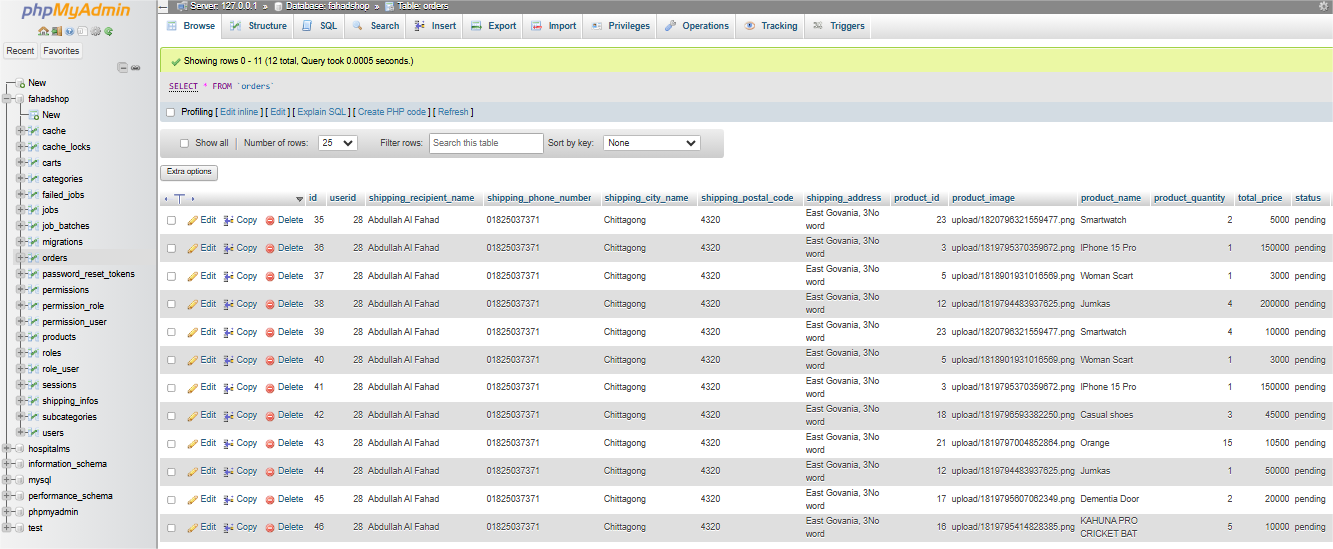 phpMyAdmin
Server: 127.0.0.1 » Database: fahadshop » Table: orders
Browse Structure SQL Search Insert Export Import Privileges Operations Tracking Triggers
Recent Favorites
New
fahadshop
New
cache
cache_locks
carts
categories
failed_jobs
jobs
job_batches
migrations
orders
password_reset_tokens
permissions
permission_role
permission_user
products
roles
role_user
sessions
shipping_infos
subcategories
users
hospitalms
information_schema
mysql
performance_schema
phpmyadmin
test
Showing rows 0 - 11 (12 total, Query took 0.0005 seconds.)
SELECT * FROM `orders`
Profiling [ Edit inline ] [ Edit ] [ Explain SQL ] [ Create PHP code ] [ Refresh ]
Show all Number of rows: 25 Filter rows: Search this table Sort by key: None
Extra options
id userid shipping_recipient_name shipping_phone_number shipping_city_name shipping_postal_code shipping_address product_id product_image product_name product_quantity total_price status
Edit Copy Delete 35 28 Abdullah Al Fahad 01825037371 Chittagong 4320 East Govania, 3No word 23 upload/1820796321559477.png Smartwatch 2 5000 pending
Edit Copy Delete 36 28 Abdullah Al Fahad 01825037371 Chittagong 4320 East Govania, 3No word 3 upload/1819795370359672.png IPhone 15 Pro 1 150000 pending
Edit Copy Delete 37 28 Abdullah Al Fahad 01825037371 Chittagong 4320 East Govania, 3No word 5 upload/1818901931016569.png Woman Scart 1 3000 pending
Edit Copy Delete 38 28 Abdullah Al Fahad 01825037371 Chittagong 4320 East Govania, 3No word 12 upload/1819794483937625.png Jumkas 4 200000 pending
Edit Copy Delete 39 28 Abdullah Al Fahad 01825037371 Chittagong 4320 East Govania, 3No word 23 upload/1820796321559477.png Smartwatch 4 10000 pending
Edit Copy Delete 40 28 Abdullah Al Fahad 01825037371 Chittagong 4320 East Govania, 3No word 5 upload/1818901931016569.png Woman Scart 1 3000 pending
Edit Copy Delete 41 28 Abdullah Al Fahad 01825037371 Chittagong 4320 East Govania, 3No word 3 upload/1819795370359672.png IPhone 15 Pro 1 150000 pending
Edit Copy Delete 42 28 Abdullah Al Fahad 01825037371 Chittagong 4320 East Govania, 3No word 18 upload/1819796593382250.png Casual shoes 3 45000 pending
Edit Copy Delete 43 28 Abdullah Al Fahad 01825037371 Chittagong 4320 East Govania, 3No word 21 upload/1819797004852864.png Orange 15 10500 pending
Edit Copy Delete 44 28 Abdullah Al Fahad 01825037371 Chittagong 4320 East Govania, 3No word 12 upload/1819794483937625.png Jumkas 1 50000 pending
Edit Copy Delete 45 28 Abdullah Al Fahad 01825037371 Chittagong 4320 East Govania, 3No word 17 upload/1819795607062349.png Dementia Door 2 20000 pending
Edit Copy Delete 46 28 Abdullah Al Fahad 01825037371 Chittagong 4320 East Govania, 3No word 16 upload/1819795414828385.png KAHUNA PRO CRICKET BAT 5 10000 pending